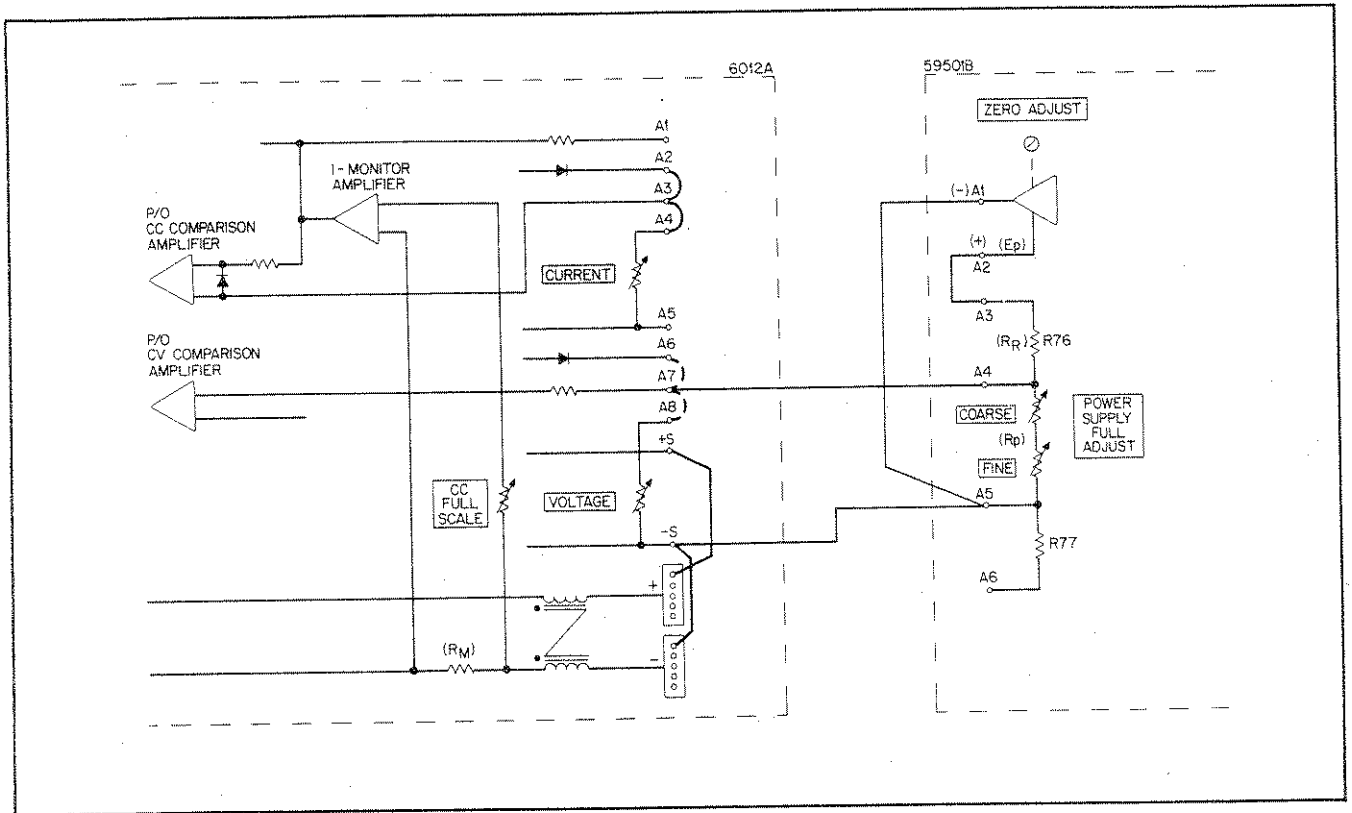 6012A
59501B
ZERO ADJUST
A1
A2
I-MONITOR
AMPLIFIER
A3
A4
P/O
CC COMPARISON
AMPLIFIER
CURRENT
A5
P/O
CV COMPARISON
AMPLIFIER
A6
A7
A8
+S
CC
FULL
SCALE
VOLTAGE
-S
+
(RM)
-
(-) A1
(+) (Ep)
A2
A3
(RR) R76
A4
COARSE
(Rp)
FINE
POWER
SUPPLY
FULL
ADJUST
A5
R77
A6